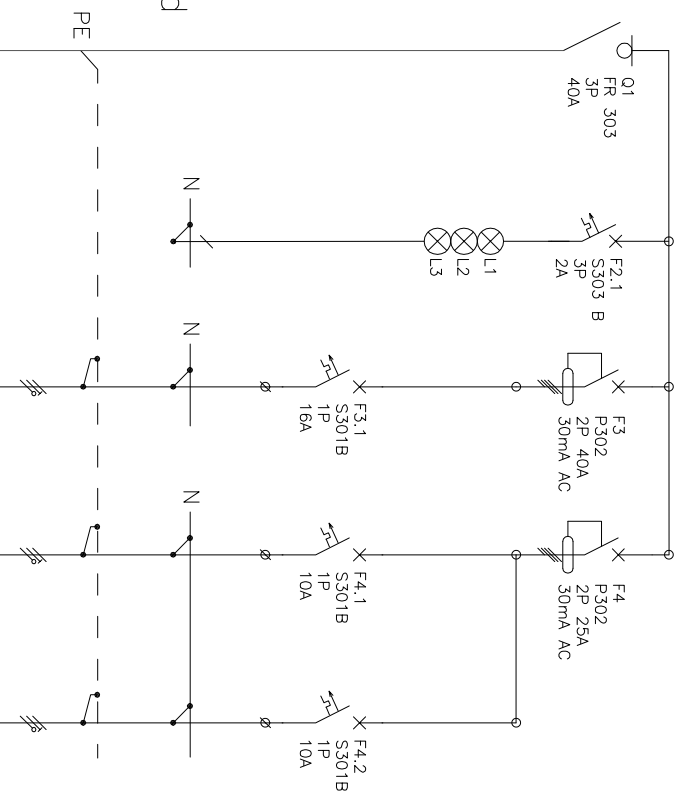 PE
Q1
FR 303
3P
40A
N
F2.1
S303 B
3P
2A
L1
L2
L3
N
F3
P302
2P 40A
30mA AC
F3.1
S301B
1P
16A
N
F4
P302
2P 25A
30mA AC
F4.1
S301B
1P
10A
F4.2
S301B
1P
10A